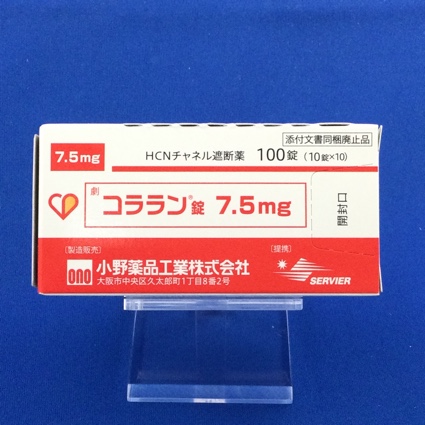 添付文書同梱廃止品
7.5mg
HCNチャネル遮断薬 100錠 (10錠×10)
劇
コララン®錠 7.5mg
開封口
〔製造販売〕
ono 小野薬品工業株式会社
大阪市中央区久太郎町1丁目8番2号
〔提携〕
SERVIER